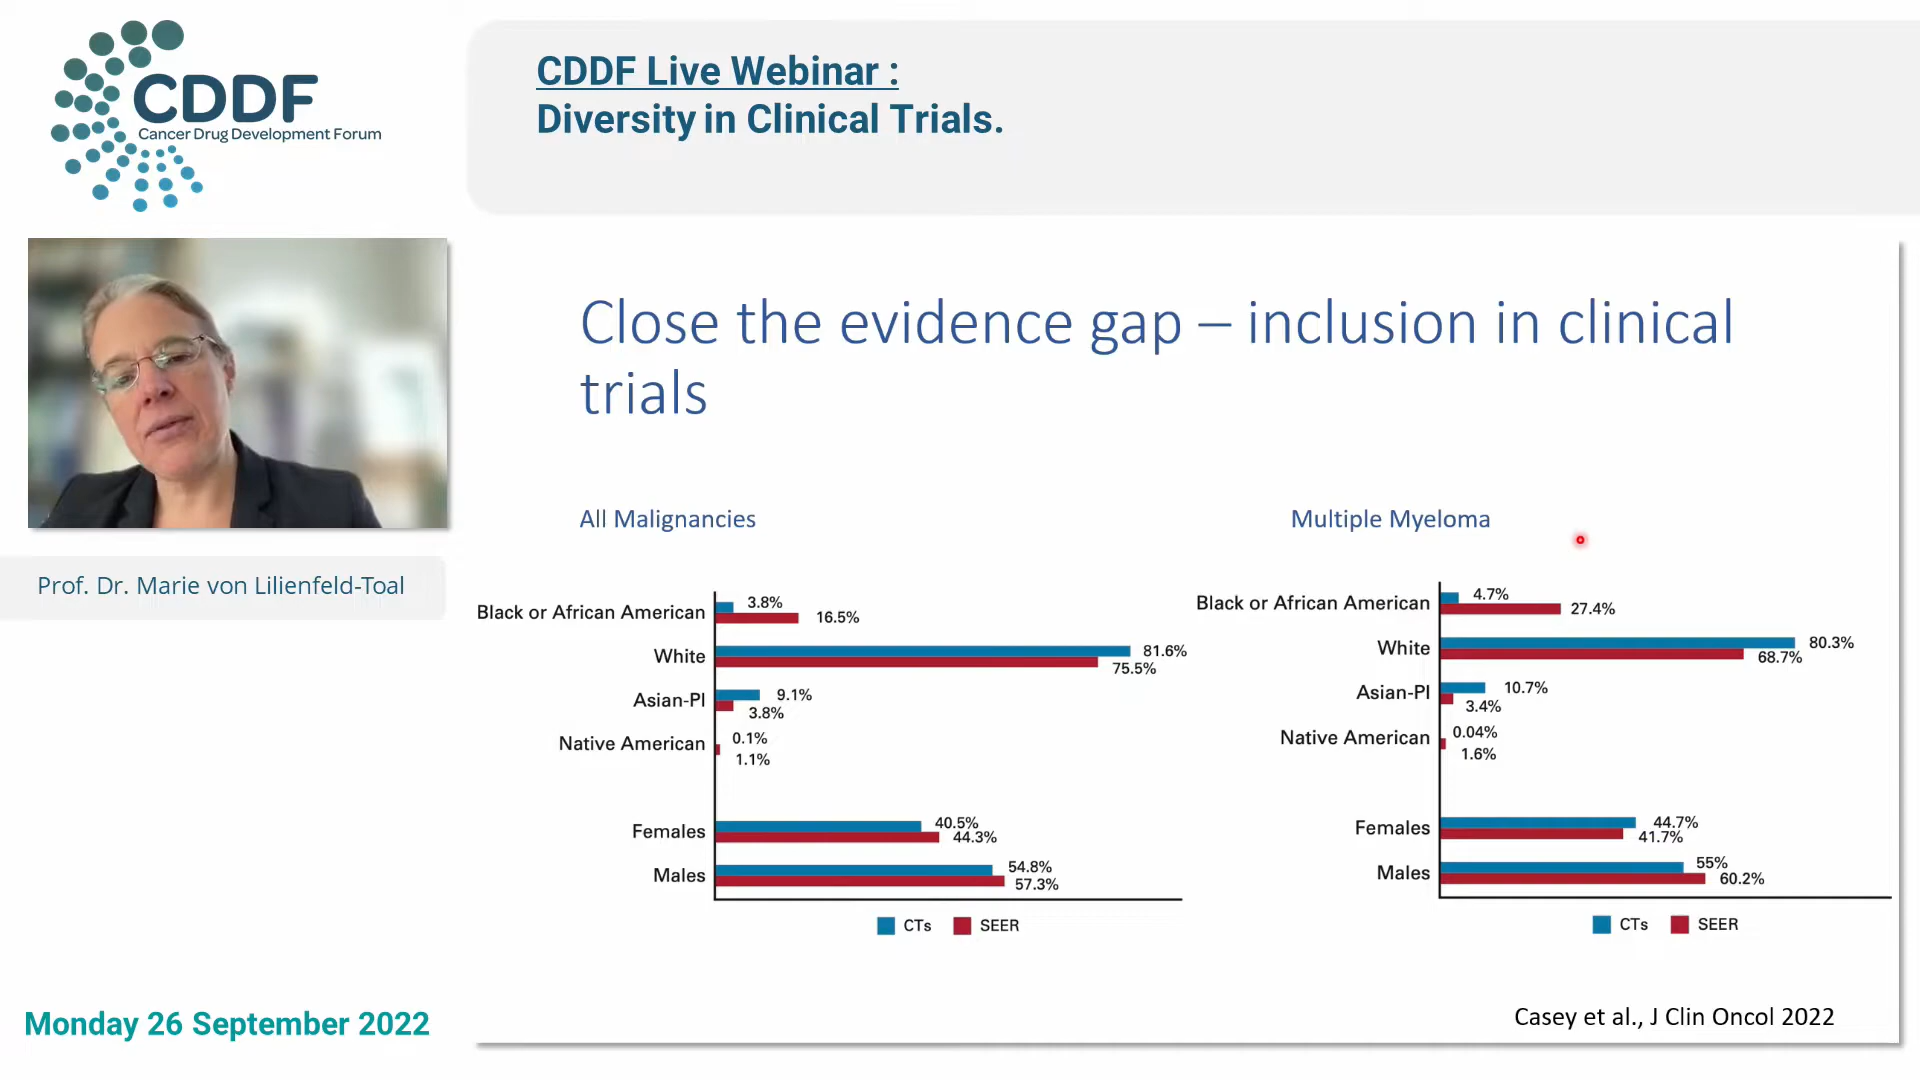 CDDF
Cancer Drug Development Forum
CDDF Live Webinar :
Diversity in Clinical Trials.
Prof. Dr. Marie von Lilienfeld-Toal
Close the evidence gap – inclusion in clinical
trials
All Malignancies
Black or African American 3.8%
16.5%
White 81.6%
75.5%
Asian-PI 9.1%
3.8%
Native American 0.1%
1.1%
Females 40.5%
44.3%
Males 54.8%
57.3%
CTs SEER
Multiple Myeloma
Black or African American 4.7%
27.4%
White 80.3%
68.7%
Asian-PI 10.7%
3.4%
Native American 0.04%
1.6%
Females 44.7%
41.7%
Males 55%
60.2%
CTs SEER
Casey et al., J Clin Oncol 2022
Monday 26 September 2022